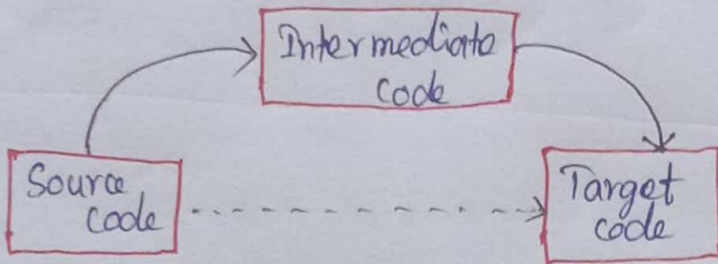 Intermediate
code
Source
code
Target
code